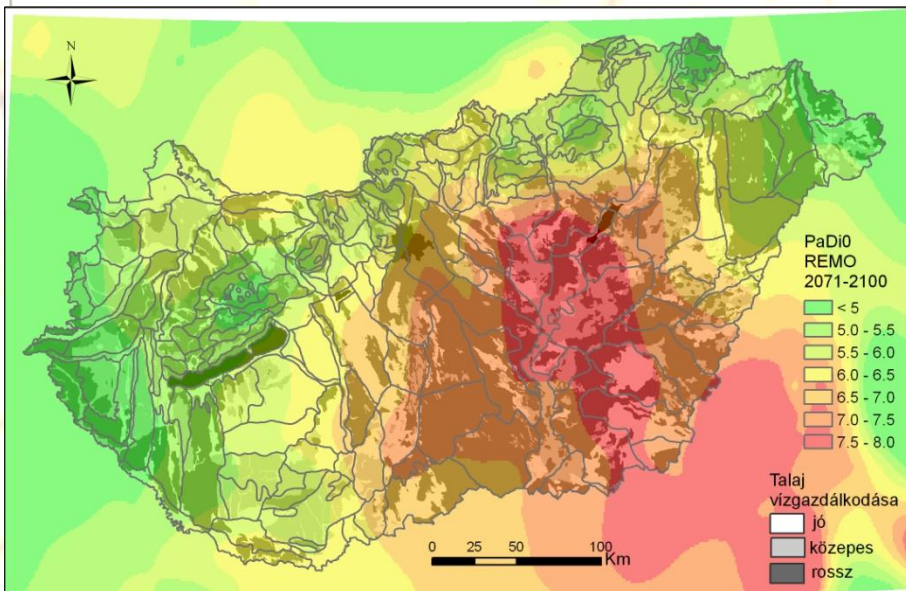 N
PaDi0
REMO
2071-2100
< 5
5.0 - 5.5
5.5 - 6.0
6.0 - 6.5
6.5 - 7.0
7.0 - 7.5
7.5 - 8.0
Talaj
vízgazdálkodása
jó
közepes
rossz
0 25 50 100
Km